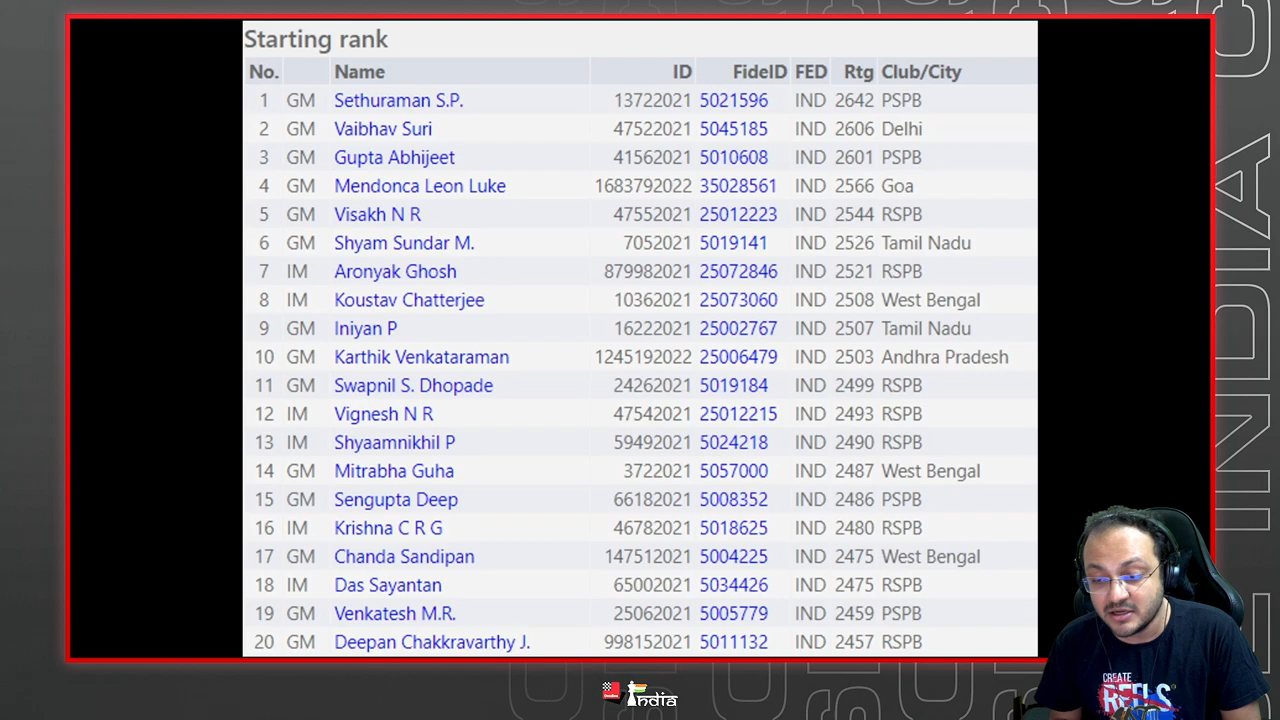 Starting rank
No. Name ID FideID FED Rtg Club/City
1 GM Sethuraman S.P. 13722021 5021596 IND 2642 PSPB
2 GM Vaibhav Suri 47522021 5045185 IND 2606 Delhi
3 GM Gupta Abhijeet 41562021 5010608 IND 2601 PSPB
4 GM Mendonca Leon Luke 1683792022 35028561 IND 2566 Goa
5 GM Visakh N R 47552021 25012223 IND 2544 RSPB
6 GM Shyam Sundar M. 7052021 5019141 IND 2526 Tamil Nadu
7 IM Aronyak Ghosh 879982021 25072846 IND 2521 RSPB
8 IM Koustav Chatterjee 10362021 25073060 IND 2508 West Bengal
9 GM Iniyan P 16222021 25002767 IND 2507 Tamil Nadu
10 GM Karthik Venkataraman 1245192022 25006479 IND 2503 Andhra Pradesh
11 GM Swapnil S. Dhopade 24262021 5019184 IND 2499 RSPB
12 IM Vignesh N R 47542021 25012215 IND 2493 RSPB
13 IM Shyaamnikhil P 59492021 5024218 IND 2490 RSPB
14 GM Mitrabha Guha 3722021 5057000 IND 2487 West Bengal
15 GM Sengupta Deep 66182021 5008352 IND 2486 PSPB
16 IM Krishna C R G 46782021 5018625 IND 2480 RSPB
17 GM Chanda Sandipan 147512021 5004225 IND 2475 West Bengal
18 IM Das Sayantan 65002021 5034426 IND 2475 RSPB
19 GM Venkatesh M.R. 25062021 5005779 IND 2459 PSPB
20 GM Deepan Chakkravarthy J. 998152021 5011132 IND 2457 RSPB
INDIA
CREATE
REELS
India